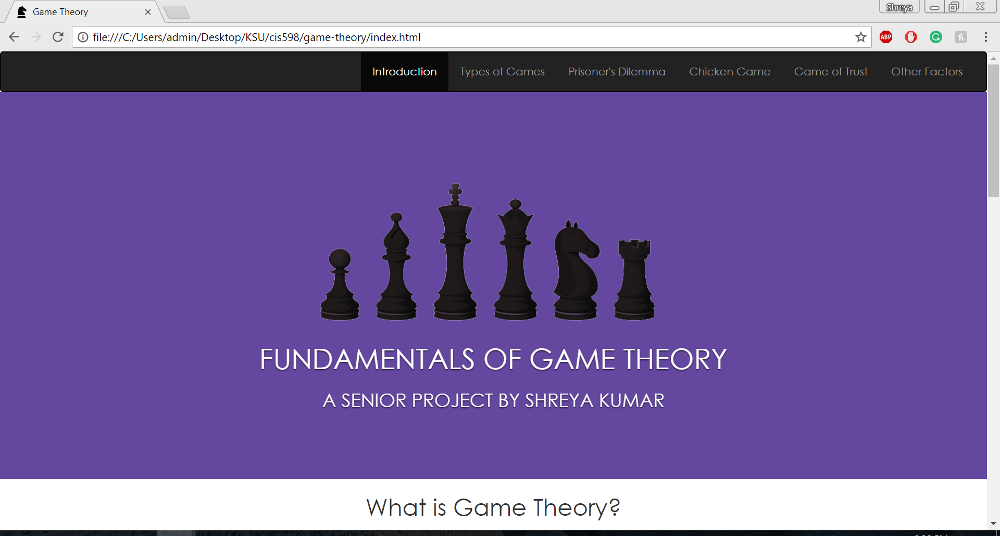 Game Theory
Shreya
file:///C:/Users/admin/Desktop/KSU/cis598/game-theory/index.html
ABP
Introduction Types of Games Prisoner's Dilemma Chicken Game Game of Trust Other Factors
FUNDAMENTALS OF GAME THEORY
A SENIOR PROJECT BY SHREYA KUMAR
What is Game Theory?